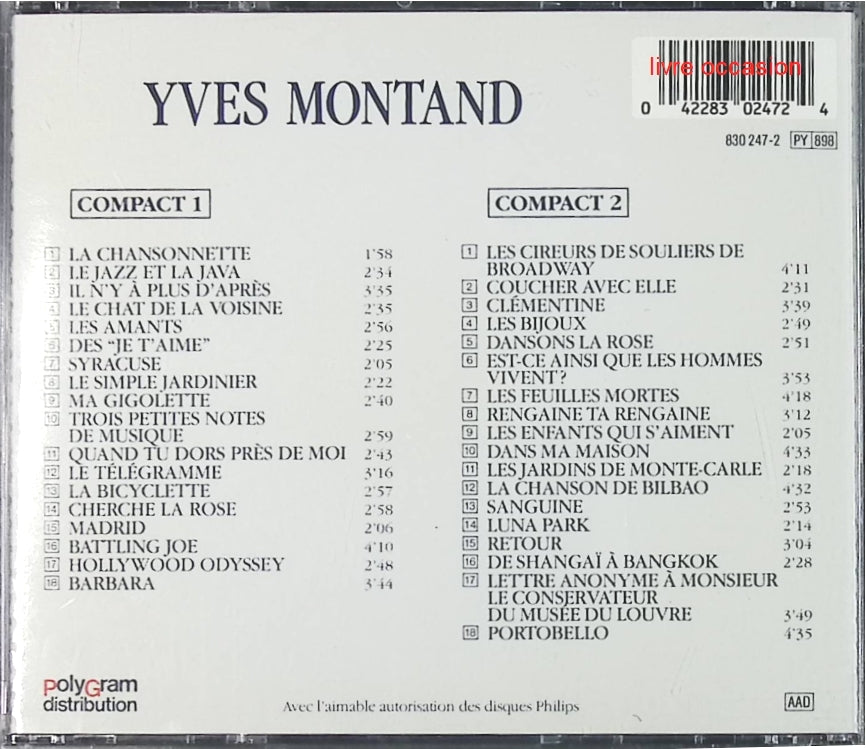 YVES MONTAND
livre occasion
0 42283 02472 4
830 247-2 PY 898
COMPACT 1
1 LA CHANSONNETTE 1'58
2 LE JAZZ ET LA JAVA 2'34
3 IL N'Y À PLUS D'APRÈS 3'35
4 LE CHAT DE LA VOISINE 2'35
5 LES AMANTS 2'56
6 DES "JE T'AIME" 2'25
7 SYRACUSE 2'05
8 LE SIMPLE JARDINIER 2'22
9 MA GIGOLETTE 2'40
10 TROIS PETITES NOTES
DE MUSIQUE 2'59
11 QUAND TU DORS PRÈS DE MOI 2'43
12 LE TÉLÉGRAMME 3'16
13 LA BICYCLETTE 2'57
14 CHERCHE LA ROSE 2'58
15 MADRID 2'06
16 BATTLING JOE 4'10
17 HOLLYWOOD ODYSSEY 2'48
18 BARBARA 3'44
COMPACT 2
1 LES CIREURS DE SOULIERS DE
BROADWAY 4'11
2 COUCHER AVEC ELLE 2'31
3 CLÉMENTINE 3'39
4 LES BIJOUX 2'49
5 DANSONS LA ROSE 2'51
6 EST-CE AINSI QUE LES HOMMES
VIVENT? 3'53
7 LES FEUILLES MORTES 4'18
8 RENGAINE TA RENGAINE 3'12
9 LES ENFANTS QUI S'AIMENT 2'05
10 DANS MA MAISON 4'33
11 LES JARDINS DE MONTE-CARLE 2'18
12 LA CHANSON DE BILBAO 4'32
13 SANGUINE 2'53
14 LUNA PARK 2'14
15 RETOUR 3'04
16 DE SHANGAÏ À BANGKOK 2'28
17 LETTRE ANONYME À MONSIEUR
LE CONSERVATEUR
DU MUSÉE DU LOUVRE 3'49
18 PORTOBELLO 4'35
polyGram
distribution
Avec l'aimable autorisation des disques Philips
AAD